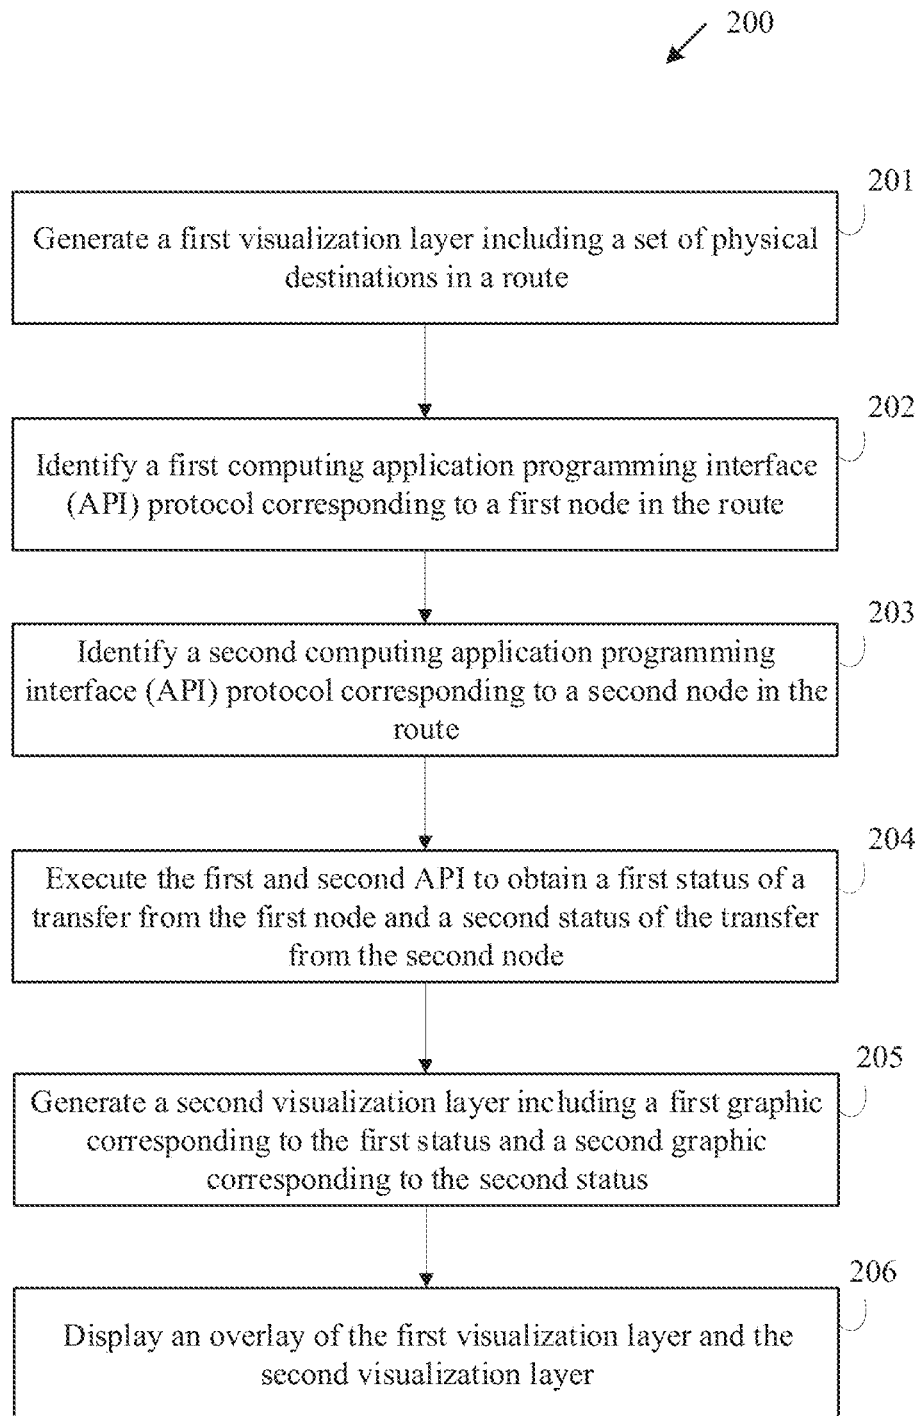 200
201
Generate a first visualization layer including a set of physical
destinations in a route
202
Identify a first computing application programming interface
(API) protocol corresponding to a first node in the route
203
Identify a second computing application programming
interface (API) protocol corresponding to a second node in the
route
204
Execute the first and second API to obtain a first status of a
transfer from the first node and a second status of the transfer
from the second node
205
Generate a second visualization layer including a first graphic
corresponding to the first status and a second graphic
corresponding to the second status
206
Display an overlay of the first visualization layer and the
second visualization layer